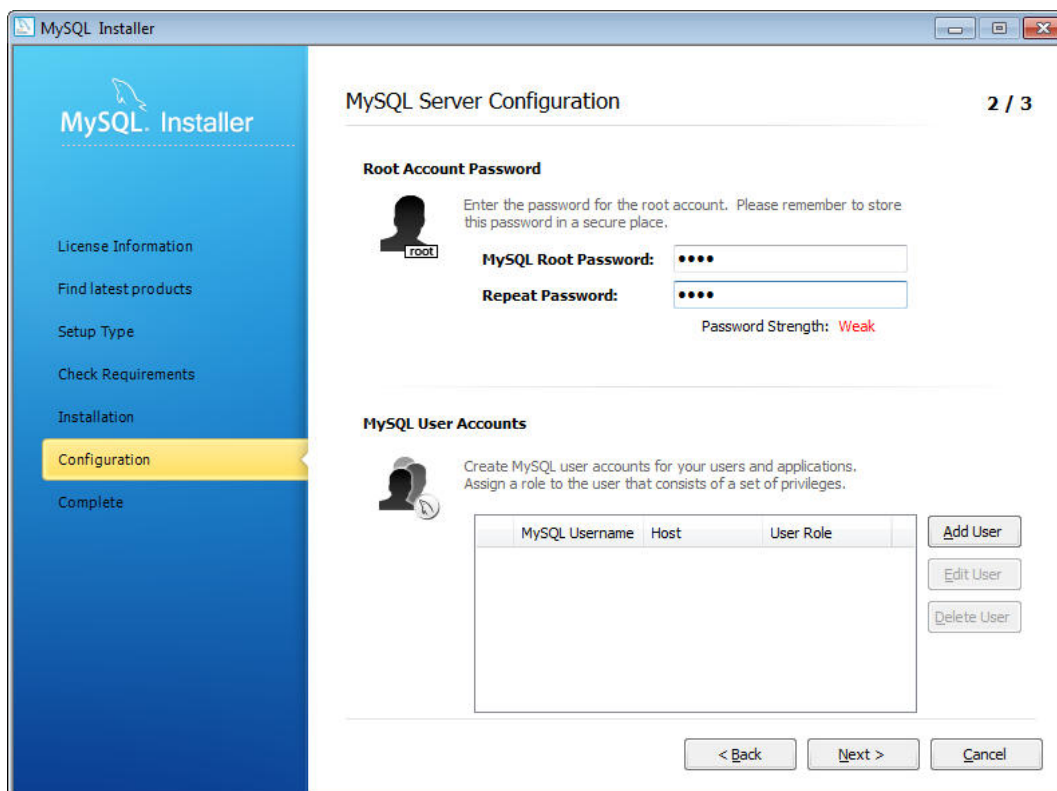 MySQL Installer
MySQL. Installer
License Information
Find latest products
Setup Type
Check Requirements
Installation
Configuration
Complete
MySQL Server Configuration
2 / 3
Root Account Password
root
Enter the password for the root account. Please remember to store
this password in a secure place.
MySQL Root Password: ●●●●
Repeat Password: ●●●●
Password Strength: Weak
MySQL User Accounts
Create MySQL user accounts for your users and applications.
Assign a role to the user that consists of a set of privileges.
MySQL Username Host User Role
Add User
Edit User
Delete User
< Back Next > Cancel